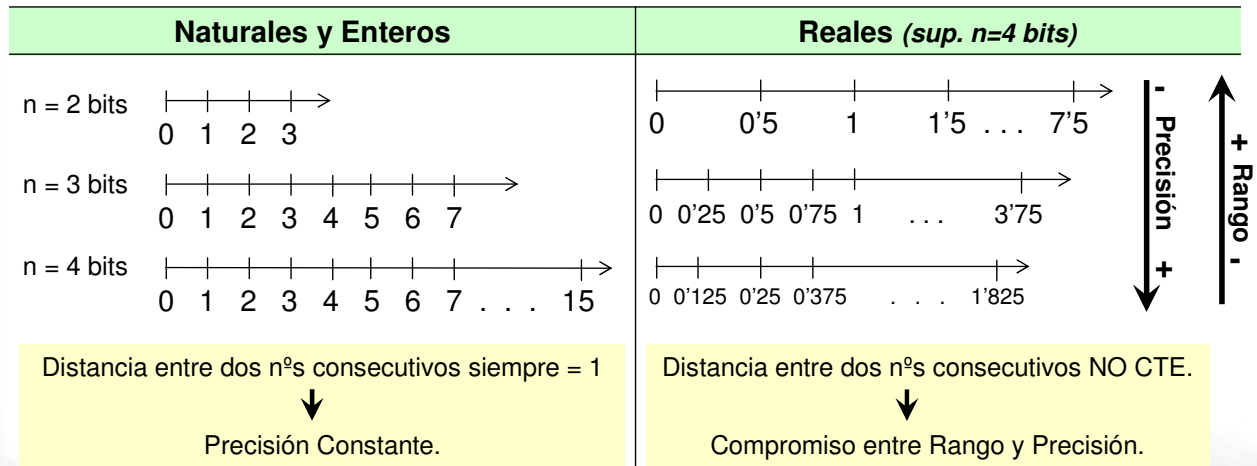 Naturales y Enteros
n = 2 bits
0 1 2 3
n = 3 bits
0 1 2 3 4 5 6 7
n = 4 bits
0 1 2 3 4 5 6 7 . . . 15
Distancia entre dos nºs consecutivos siempre = 1
Precisión Constante.
Reales (sup. n=4 bits)
0 0'5 1 1'5 . . . 7'5
0 0'25 0'5 0'75 1 . . . 3'75
0 0'125 0'25 0'375 . . . 1'825
- Precisión +
+ Rango -
Distancia entre dos nºs consecutivos NO CTE.
Compromiso entre Rango y Precisión.